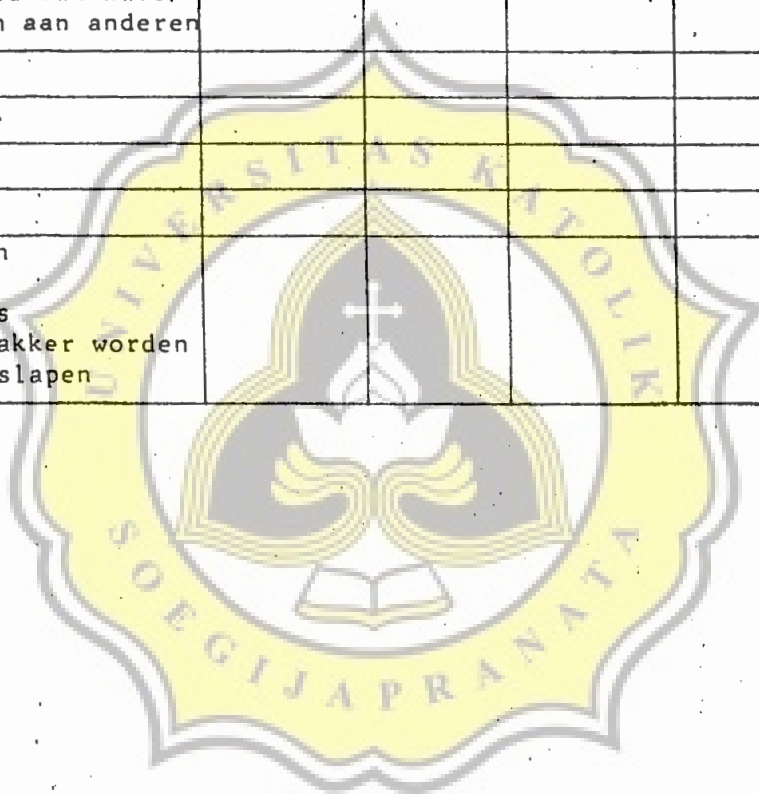 n aan anderen
n
s
akker worden
slapen
UNIVERSITAS KATOLIK
SOEGIJAPRANATA